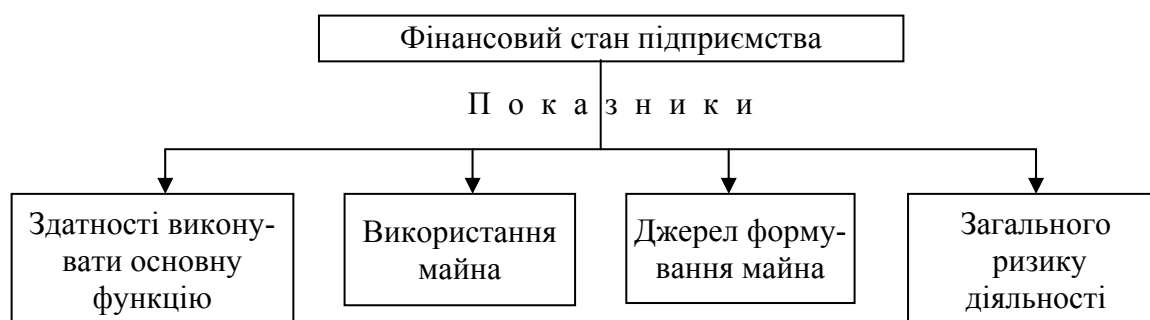 Фінансовий стан підприємства
П о к а з н и к и
Здатності викону-
вати основну
функцію
Використання
майна
Джерел форму-
вання майна
Загального
ризику
діяльності